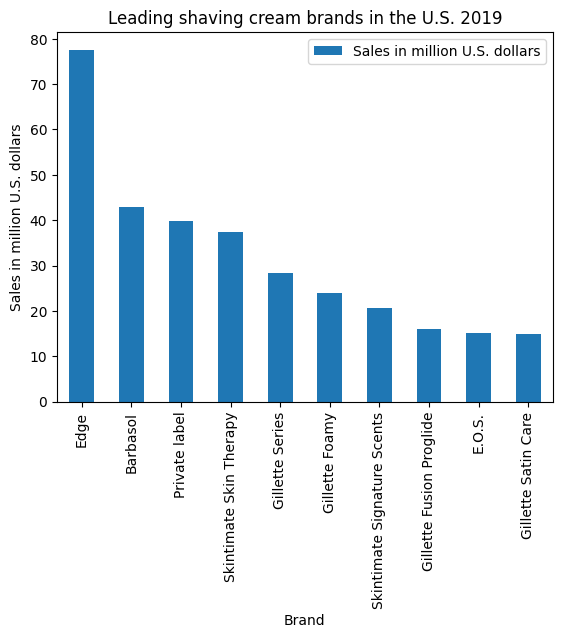 Leading shaving cream brands in the U.S. 2019
Sales in million U.S. dollars
Sales in million U.S. dollars
80
70
60
50
40
30
20
10
0
Edge
Barbasol
Private label
Skintimate Skin Therapy
Gillette Series
Gillette Foamy
Skintimate Signature Scents
Gillette Fusion Proglide
E.O.S.
Gillette Satin Care
Brand